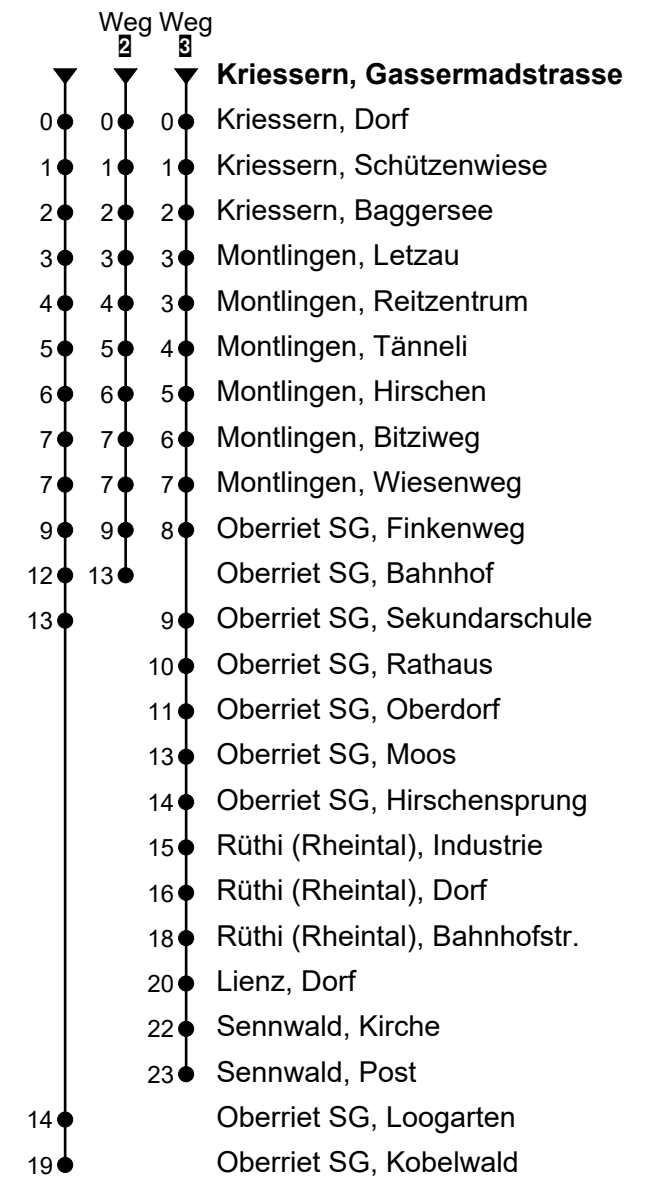 Weg Weg
2 3
Kriessern, Gassermadstrasse
0 0 0 Kriessern, Dorf
1 1 1 Kriessern, Schützenwiese
2 2 2 Kriessern, Baggersee
3 3 3 Montlingen, Letzau
4 4 3 Montlingen, Reitzentrum
5 5 4 Montlingen, Tänneli
6 6 5 Montlingen, Hirschen
7 7 6 Montlingen, Bitziweg
7 7 7 Montlingen, Wiesenweg
9 9 8 Oberriet SG, Finkenweg
12 13 Oberriet SG, Bahnhof
13 9 Oberriet SG, Sekundarschule
10 Oberriet SG, Rathaus
11 Oberriet SG, Oberdorf
13 Oberriet SG, Moos
14 Oberriet SG, Hirschensprung
15 Rüthi (Rheintal), Industrie
16 Rüthi (Rheintal), Dorf
18 Rüthi (Rheintal), Bahnhofstr.
20 Lienz, Dorf
22 Sennwald, Kirche
23 Sennwald, Post
14 Oberriet SG, Loogarten
19 Oberriet SG, Kobelwald